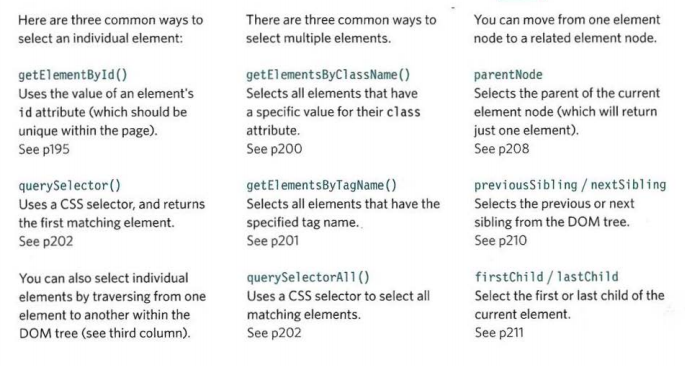 Here are three common ways to
select an individual element:
getElementById()
Uses the value of an element's
id attribute (which should be
unique within the page).
See p195
querySelector()
Uses a CSS selector, and returns
the first matching element.
See p202
You can also select individual
elements by traversing from one
element to another within the
DOM tree (see third column).
There are three common ways to
select multiple elements.
getElementsByClassName()
Selects all elements that have
a specific value for their class
attribute.
See p200
getElementsByTagName()
Selects all elements that have the
specified tag name.
See p201
querySelectorAll()
Uses a CSS selector to select all
matching elements.
See p202
You can move from one element
node to a related element node.
parentNode
Selects the parent of the current
element node (which will return
just one element).
See p208
previousSibling / nextSibling
Selects the previous or next
sibling from the DOM tree.
See p210
firstChild / lastChild
Select the first or last child of the
current element.
See p211